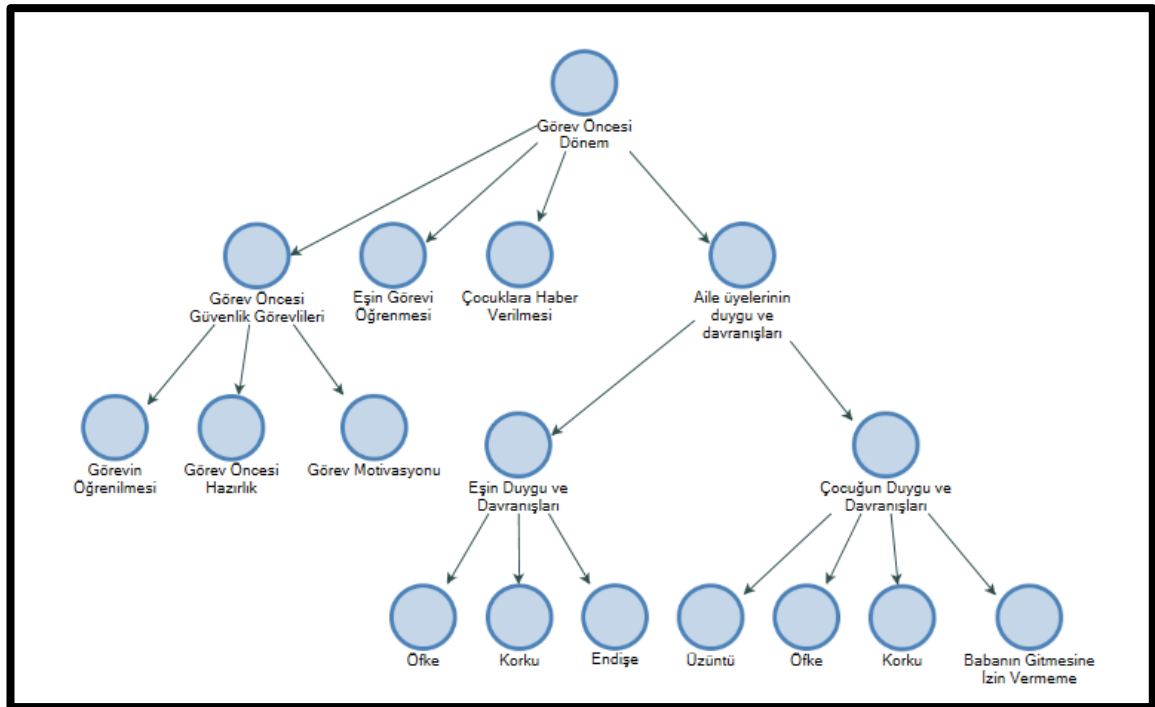 Görev Öncesi
Dönem
Görev Öncesi
Güvenlik Görevlileri
Eşin Görevi
Öğrenmesi
Çocuklara Haber
Verilmesi
Aile üyelerinin
duygu ve
davranışları
Görevin
Öğrenilmesi
Görev Öncesi
Hazırlık
Görev Motivasyonu
Eşin Duygu ve
Davranışları
Çocuğun Duygu ve
Davranışları
Öfke
Korku
Endişe
Üzüntü
Öfke
Korku
Babanın Gitmesine
İzin Vermeme